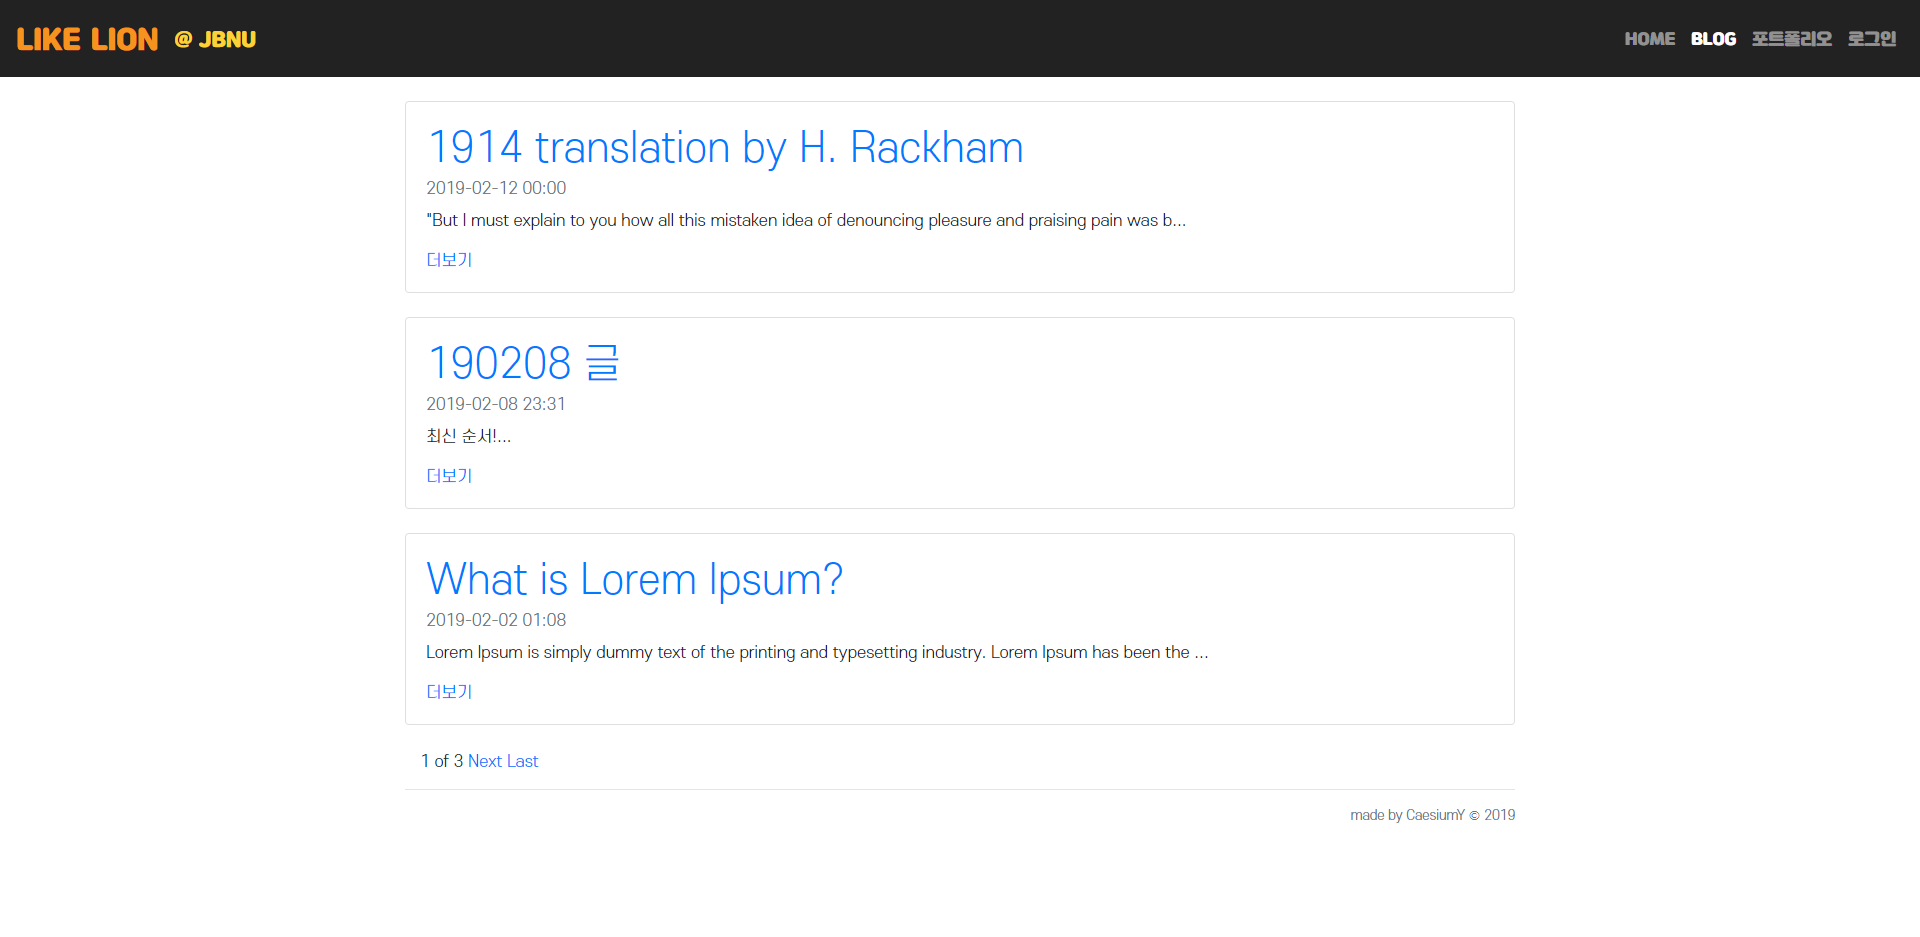 LIKE LION @ JBNU
HOME BLOG 포트폴리오 로그인
1914 translation by H. Rackham
2019-02-12 00:00
"But I must explain to you how all this mistaken idea of denouncing pleasure and praising pain was b...
더보기
190208 글
2019-02-08 23:31
최신 순서!...
더보기
What is Lorem Ipsum?
2019-02-02 01:08
Lorem Ipsum is simply dummy text of the printing and typesetting industry. Lorem Ipsum has been the ...
더보기
1 of 3 Next Last
made by CaesiumY © 2019